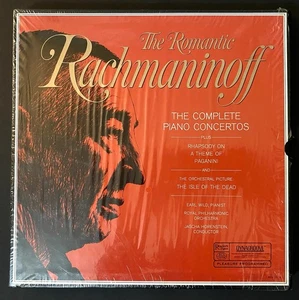 The Romantic
Rachmaninoff
THE COMPLETE
PIANO CONCERTOS
PLUS
RHAPSODY ON
A THEME OF
PAGANINI
AND
THE ORCHESTRAL PICTURE
THE ISLE OF THE DEAD
EARL WILD, PIANIST
ROYAL PHILHARMONIC
ORCHESTRA
JASCHA HORENSTEIN,
CONDUCTOR